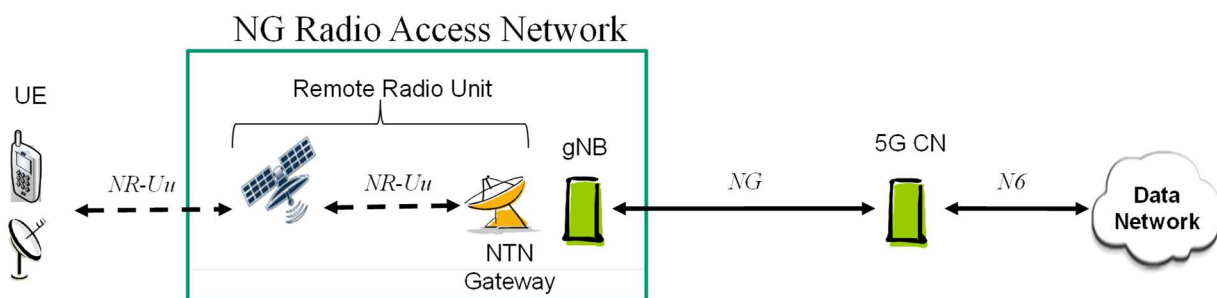 NG Radio Access Network
Remote Radio Unit
UE
gNB
5G CN
NR-Uu
NR-Uu
NG
N6
Data
Network
NTN
Gateway